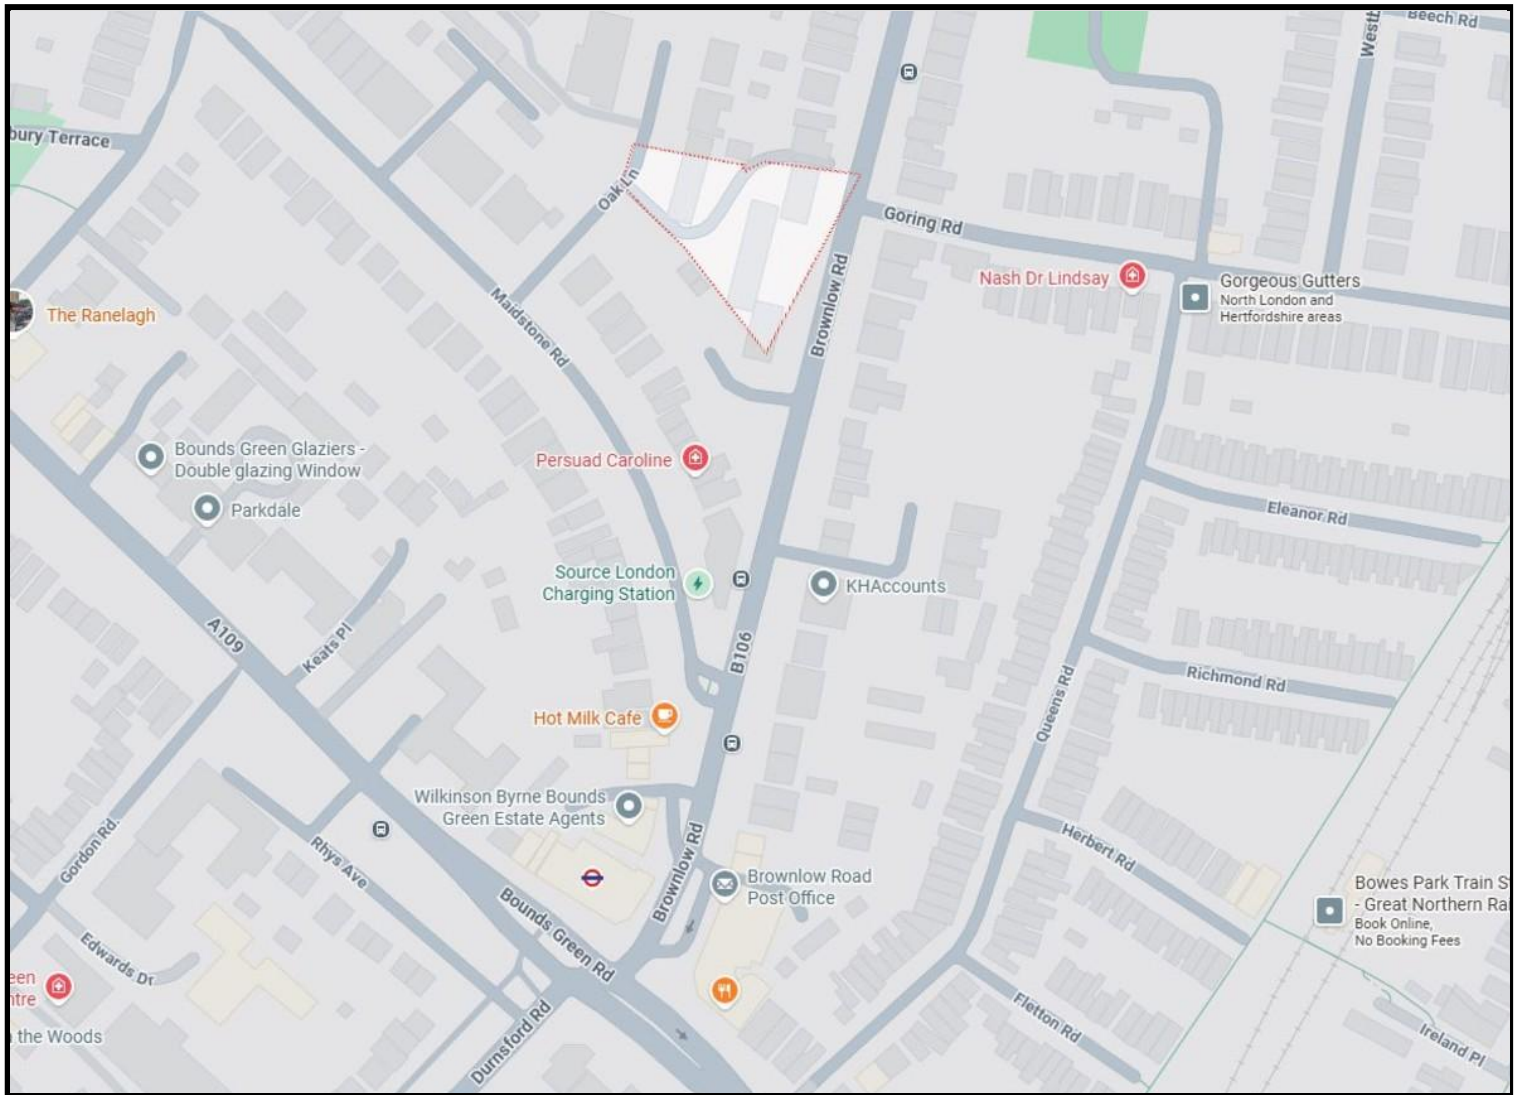 Beech Rd
bury Terrace
Oak Ln
Goring Rd
Nash Dr Lindsay
Gorgeous Gutters
North London and
Hertfordshire areas
The Ranelagh
Maidstone Rd
Brownlow Rd
Bounds Green Glaziers -
Double glazing Window
Persuad Caroline
Parkdale
Eleanor Rd
Source London
Charging Station
KHAccounts
A109
Keats Pl
B106
Richmond Rd
Queens Rd
Hot Milk Cafe
Wilkinson Byrne Bounds
Green Estate Agents
Gordon Rd.
Rhys Ave
Herbert Rd
Brownlow Rd
Brownlow Road
Post Office
Bowes Park Train S
- Great Northern Ra
Book Online,
No Booking Fees
Bounds Green Rd
Edwards Dr
een
ntre
the Woods
Durnsford Rd
Fletton Rd
Ireland Pl